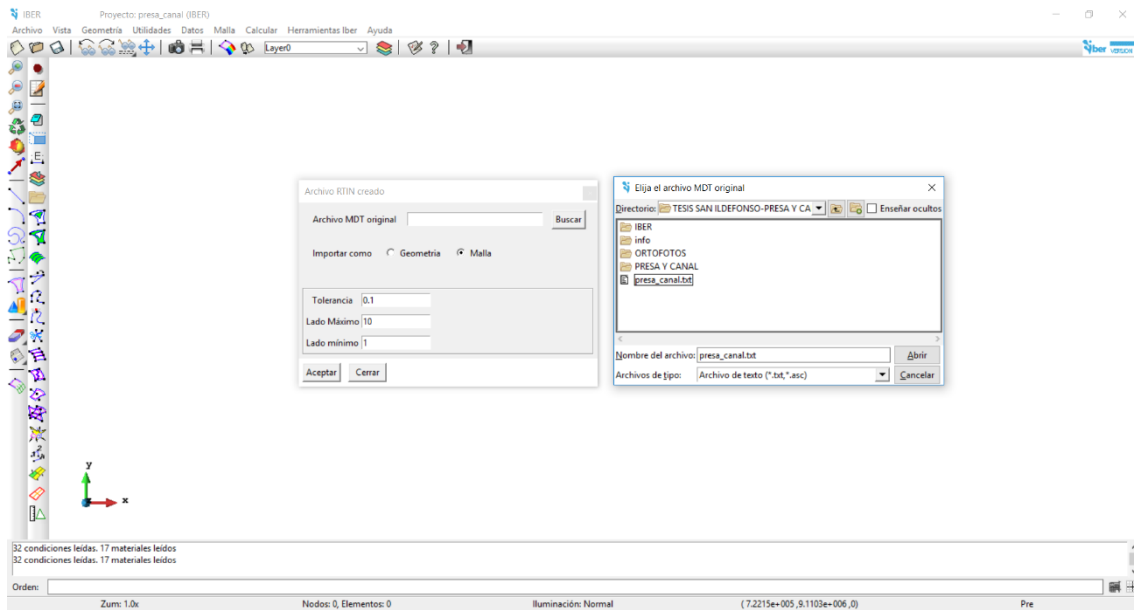 IBER Proyecto: presa_canal (IBER)
Archivo Vista Geometría Utilidades Datos Malla Calcular Herramientas Iber Ayuda
Layer0
Iber VERSION
E
Archivo RTIN creado
Archivo MDT original Buscar
Importar como Geometria Malla
Tolerancia 0.1
Lado Máximo 10
Lado mínimo 1
Aceptar Cerrar
Elija el archivo MDT original
Directorio: TESIS SAN ILDEFONSO-PRESA Y CA Enseñar ocultos
IBER
info
ORTOFOTOS
PRESA Y CANAL
presa_canal.txt
Nombre del archivo: presa_canal.txt Abrir
Archivos de tipo: Archivo de texto (*.txt,*.asc) Cancelar
y
x
32 condiciones leídas. 17 materiales leídos
32 condiciones leídas. 17 materiales leídos
Orden:
Zum: 1.0x Nodos: 0, Elementos: 0 Iluminación: Normal ( 7.2215e+005 ,9.1103e+006 ,0) Pre